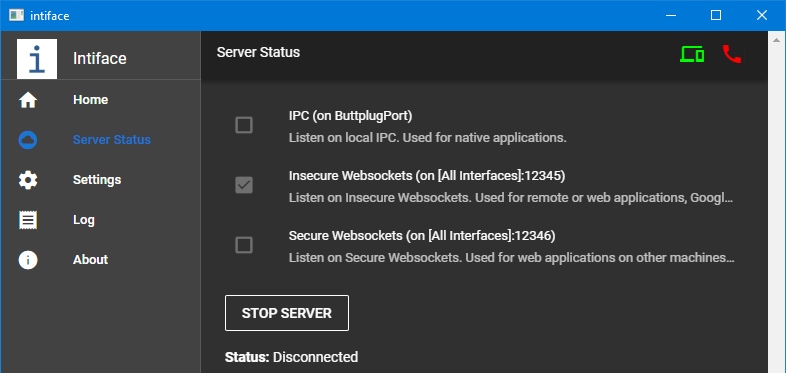 intiface
i
Intiface
Server Status
Home
Server Status
Settings
Log
About
IPC (on ButtplugPort)
Listen on local IPC. Used for native applications.
Insecure Websockets (on [All Interfaces]:12345)
Listen on Insecure Websockets. Used for remote or web applications, Googl...
Secure Websockets (on [All Interfaces]:12346)
Listen on Secure Websockets. Used for web applications on other machines...
STOP SERVER
Status: Disconnected